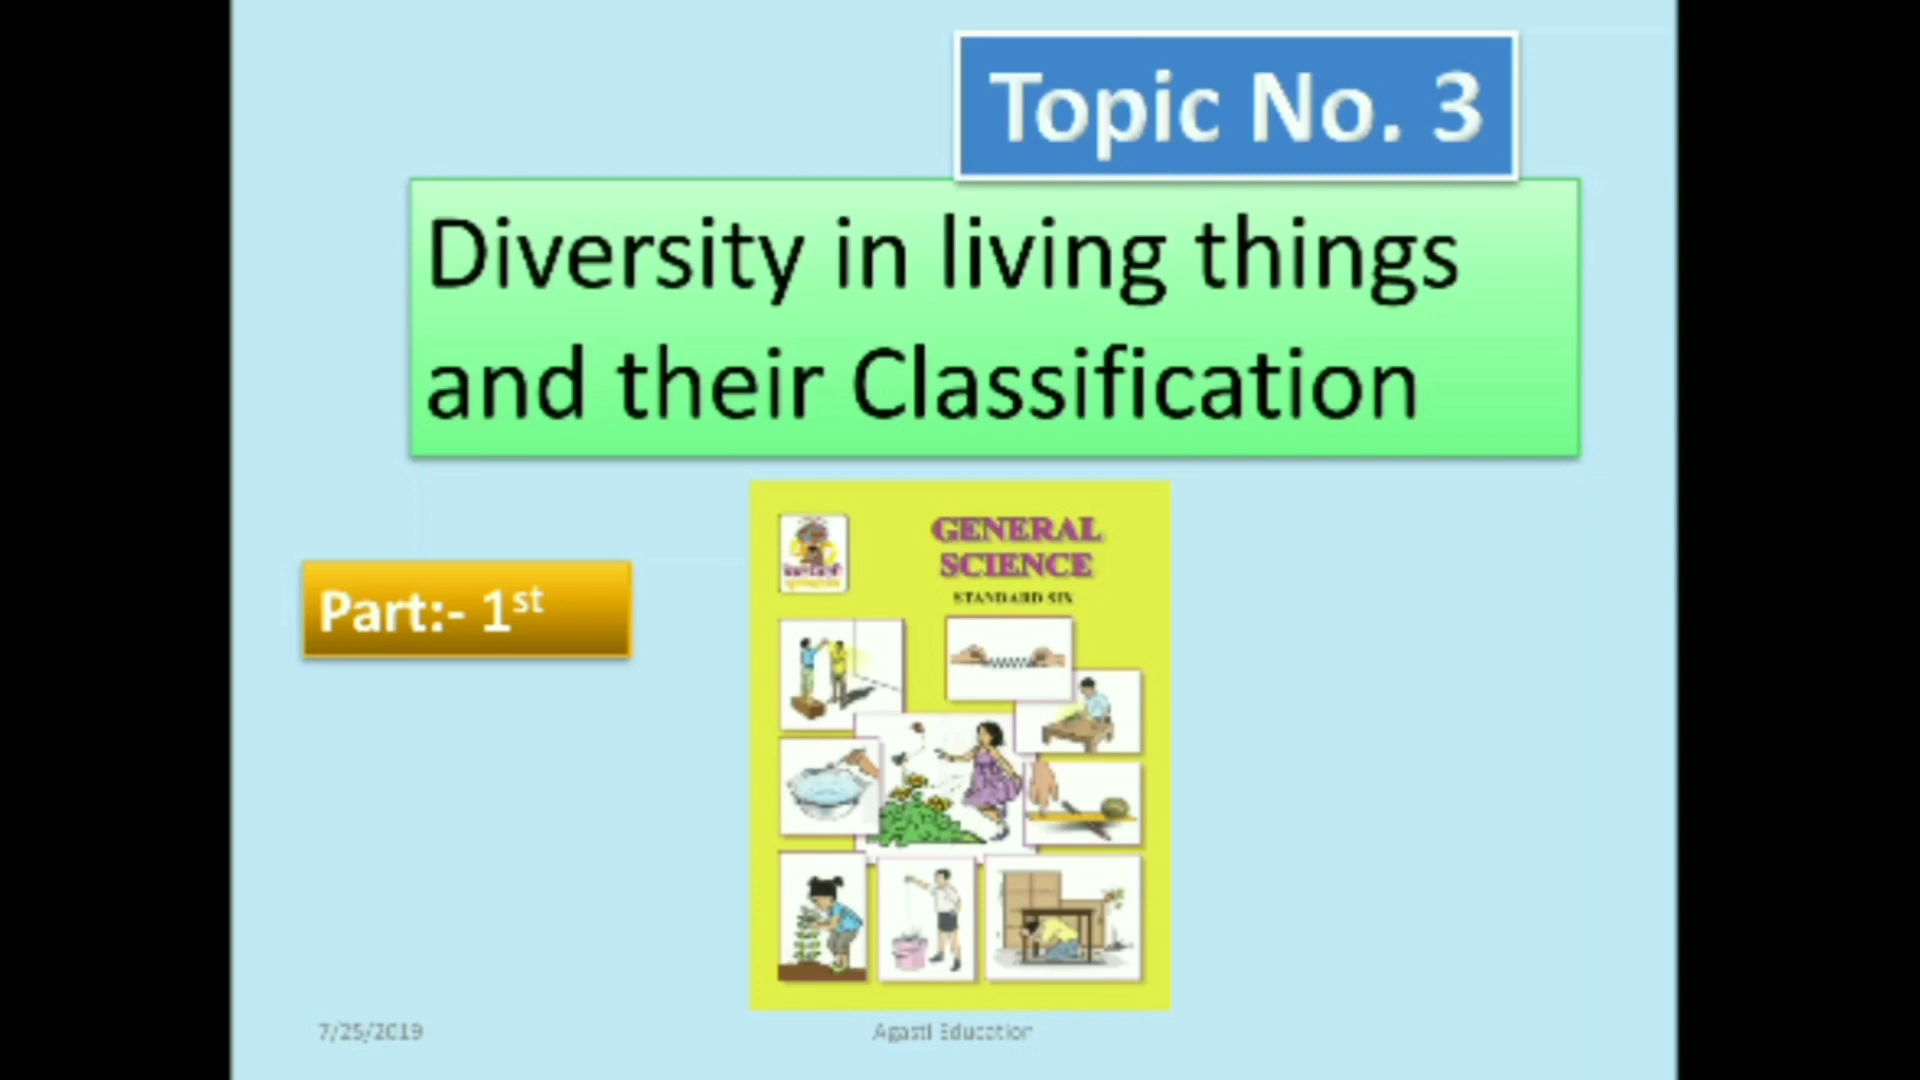 Topic No. 3
Diversity in living things
and their Classification
GENERAL
SCIENCE
STANDARD SIX
Part:- 1st
7/25/2019
Agasti Education